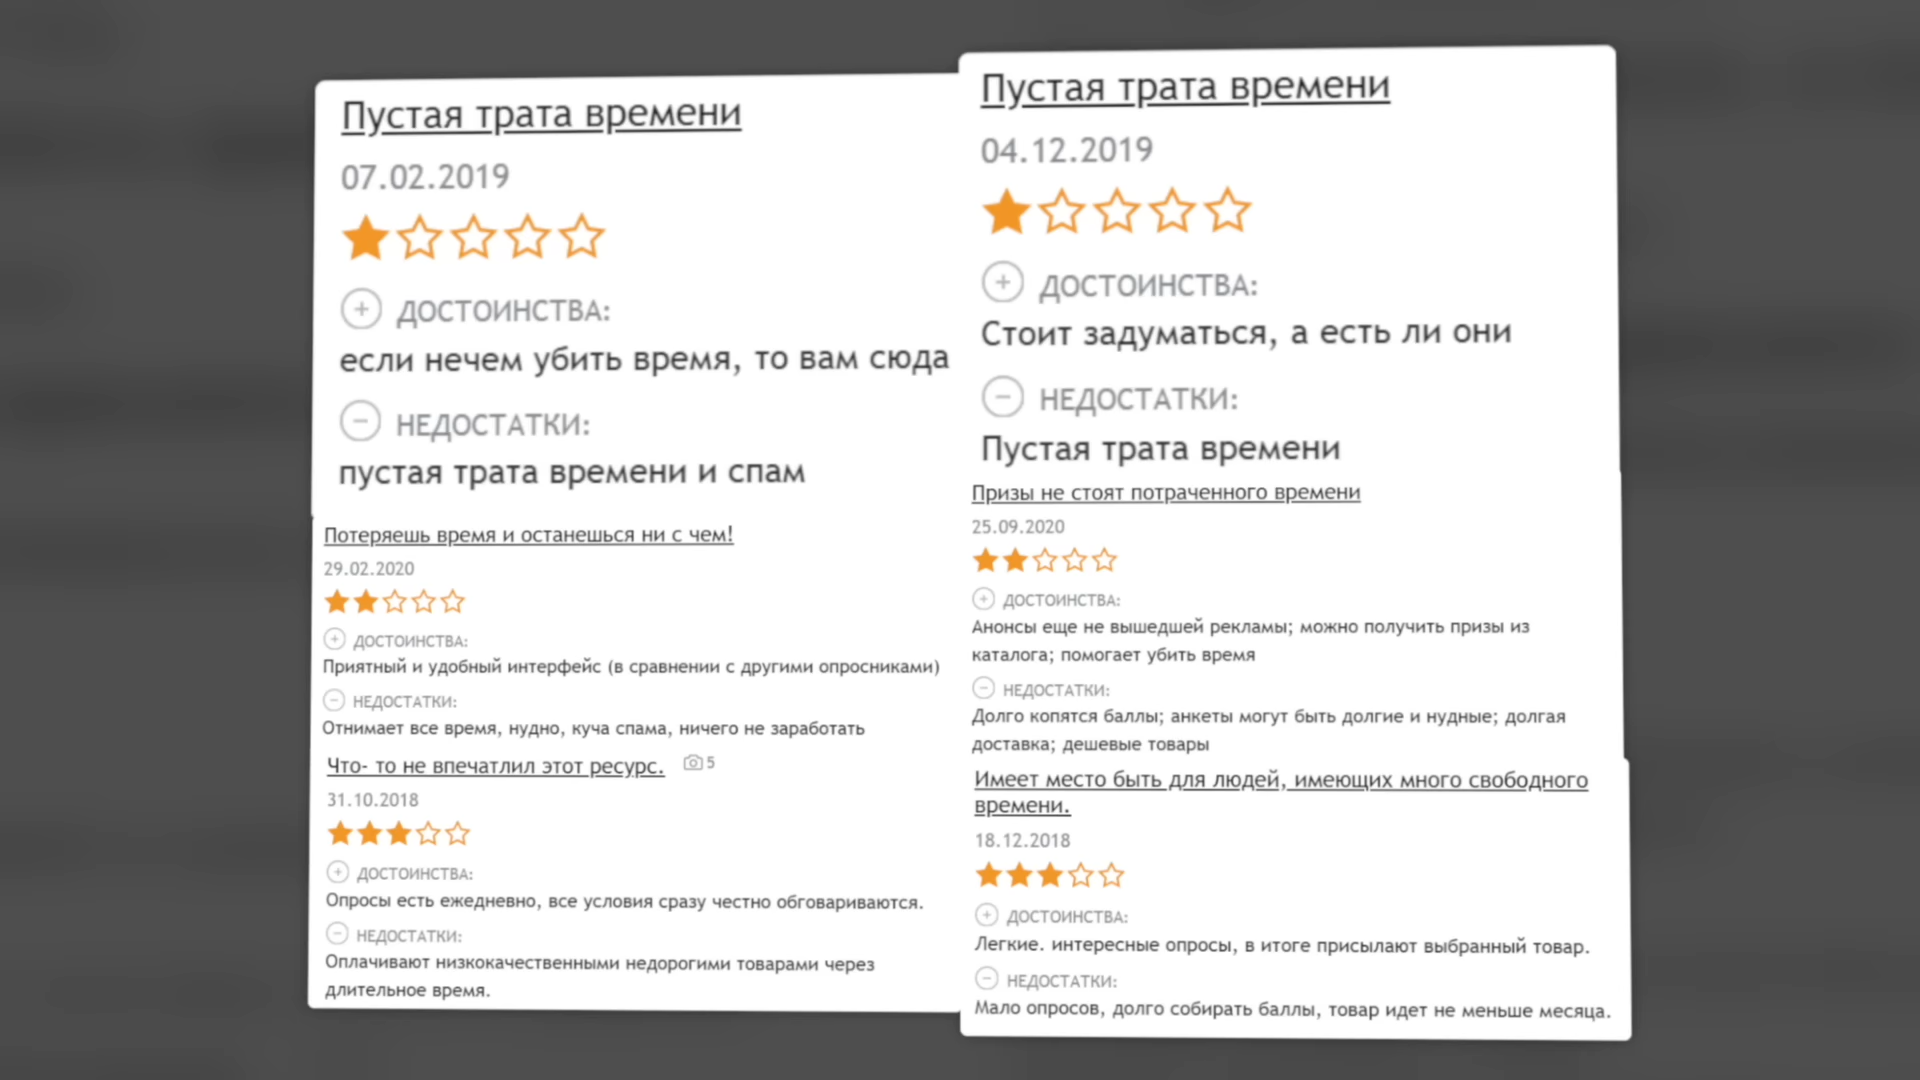 Пустая трата времени
07.02.2019
ДОСТОИНСТВА:
если нечем убить время, то вам сюда
НЕДОСТАТКИ:
пустая трата времени и спам
Потеряешь время и останешься ни с чем!
29.02.2020
ДОСТОИНСТВА:
Приятный и удобный интерфейс (в сравнении с другими опросниками)
НЕДОСТАТКИ:
Отнимает все время, нудно, куча спама, ничего не заработать
Что- то не впечатлил этот ресурс. 5
31.10.2018
ДОСТОИНСТВА:
Опросы есть ежедневно, все условия сразу честно обговариваются.
НЕДОСТАТКИ:
Оплачивают низкокачественными недорогими товарами через
длительное время.
Пустая трата времени
04.12.2019
ДОСТОИНСТВА:
Стоит задуматься, а есть ли они
НЕДОСТАТКИ:
Пустая трата времени
Призы не стоят потраченного времени
25.09.2020
ДОСТОИНСТВА:
Анонсы еще не вышедшей рекламы; можно получить призы из
каталога; помогает убить время
НЕДОСТАТКИ:
Долго копятся баллы; анкеты могут быть долгие и нудные; долгая
доставка; дешевые товары
Имеет место быть для людей, имеющих много свободного
времени.
18.12.2018
ДОСТОИНСТВА:
Легкие. интересные опросы, в итоге присылают выбранный товар.
НЕДОСТАТКИ:
Мало опросов, долго собирать баллы, товар идет не меньше месяца.